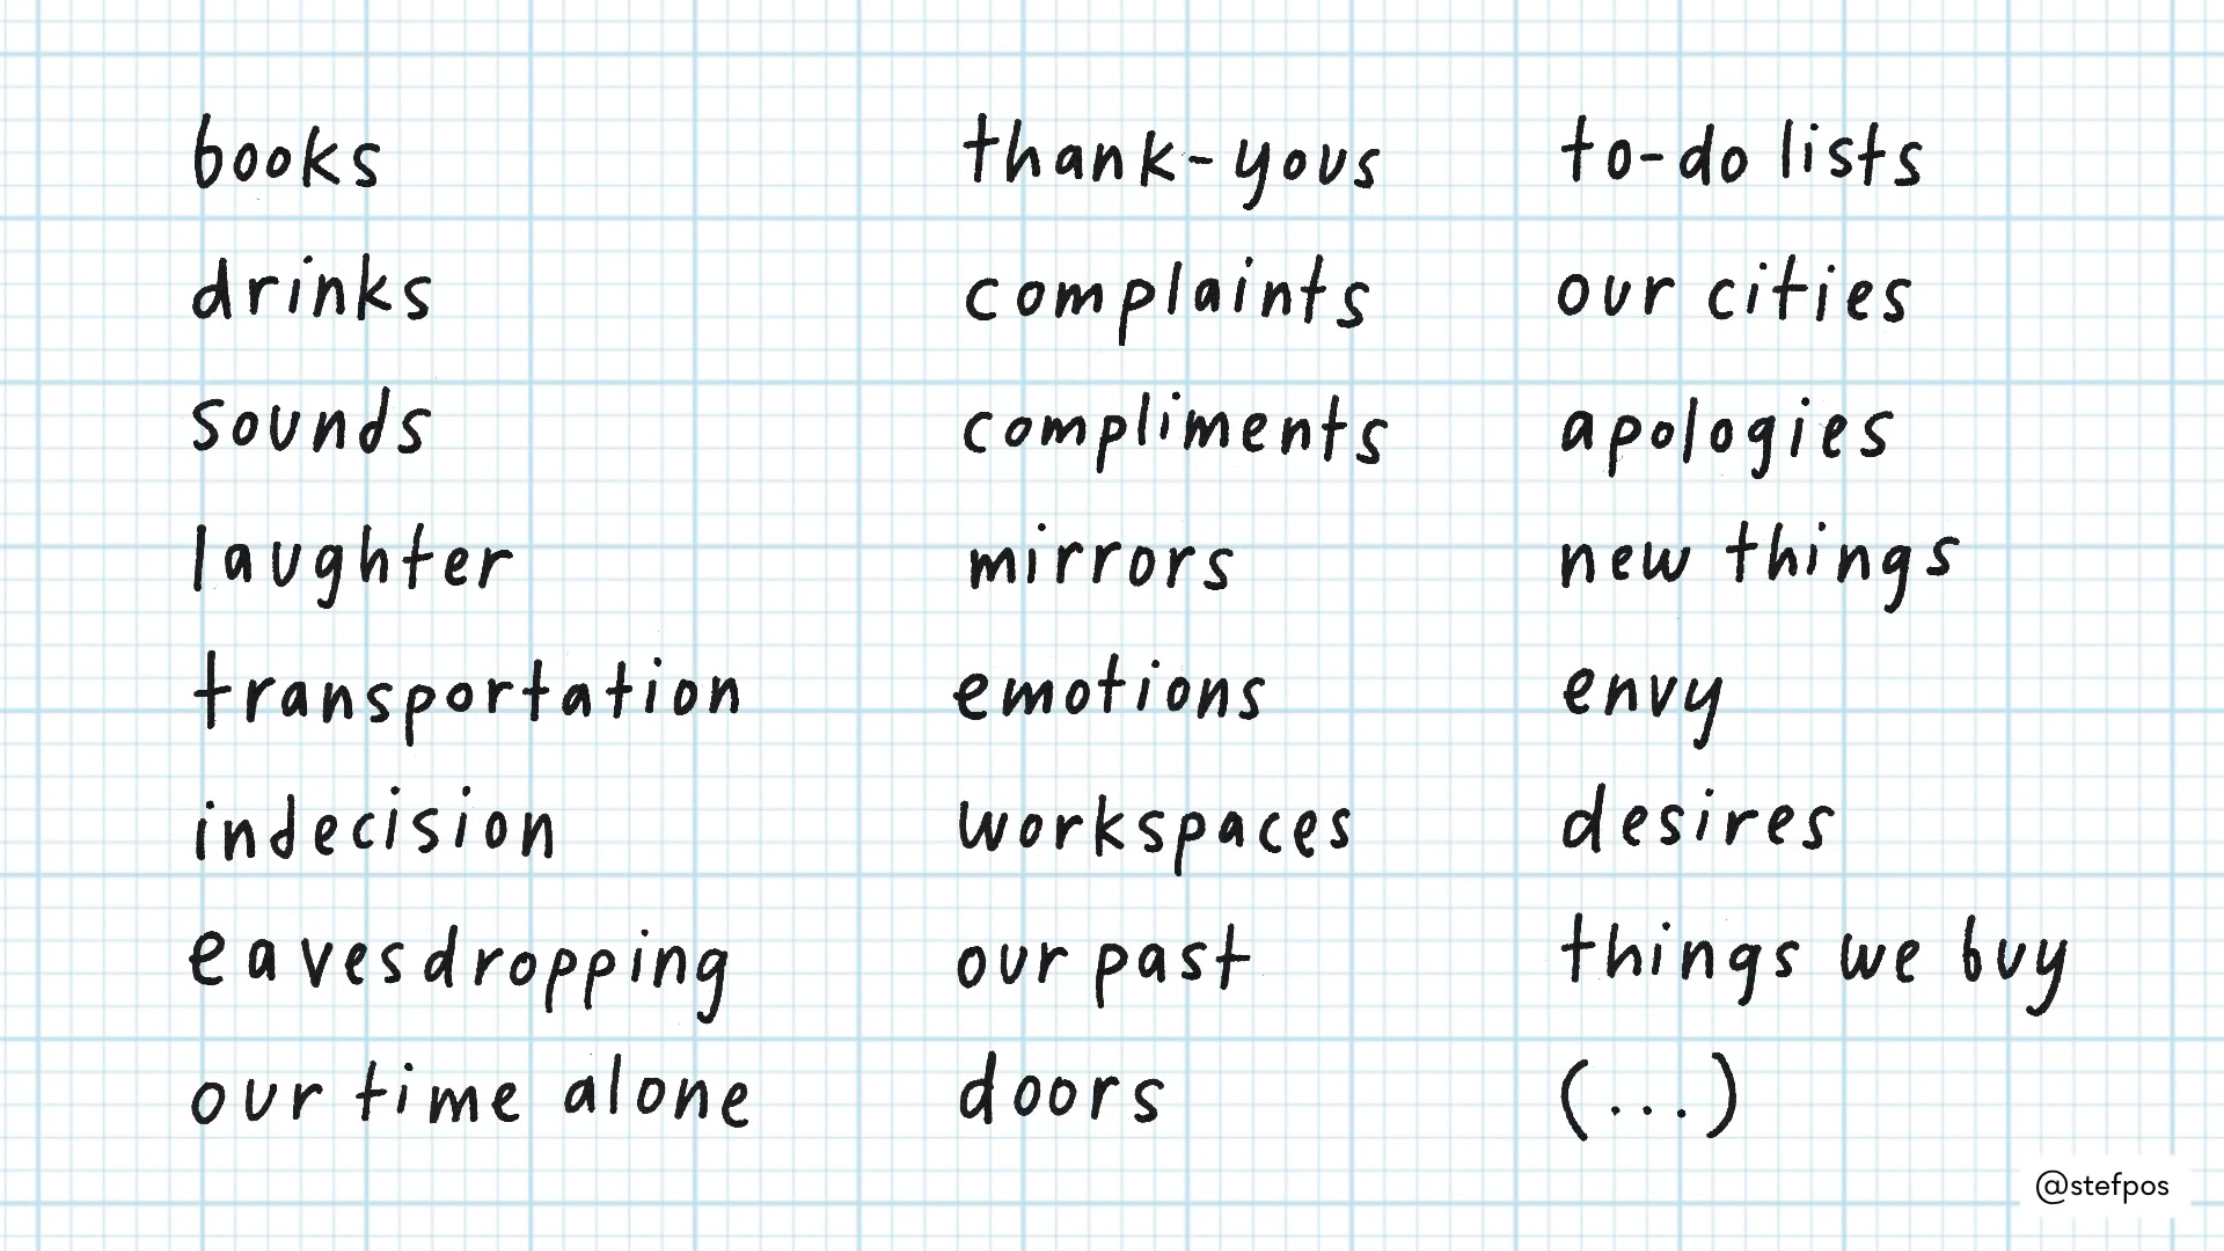 books
drinks
sounds
laughter
transportation
indecision
eavesdropping
our time alone
thank-yous
complaints
compliments
mirrors
emotions
workspaces
our past
doors
to-do lists
our cities
apologies
new things
envy
desires
things we buy
(...)
@stefpos